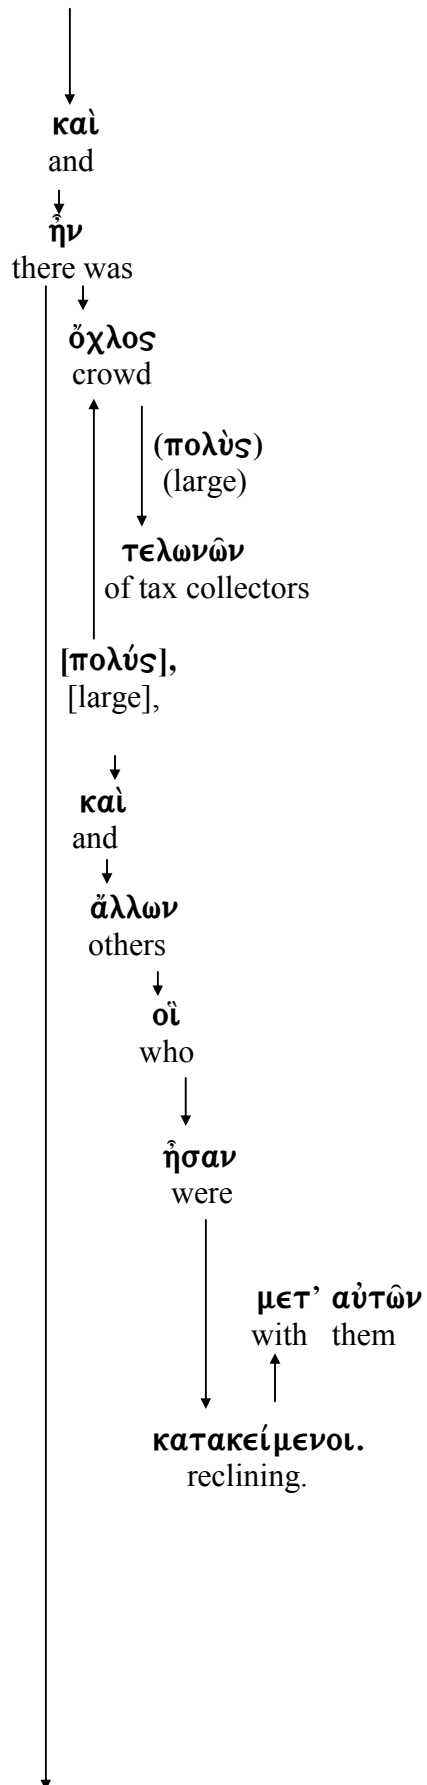 καὶ
and
ἦν
there was
ὄχλος
crowd
(πολὺς)
(large)
τελωνῶν
of tax collectors
[πολύς],
[large],
καὶ
and
ἄλλων
others
οἳ
who
ἦσαν
were
μετ’ αὐτῶν
with them
κατακείμενοι.
reclining.